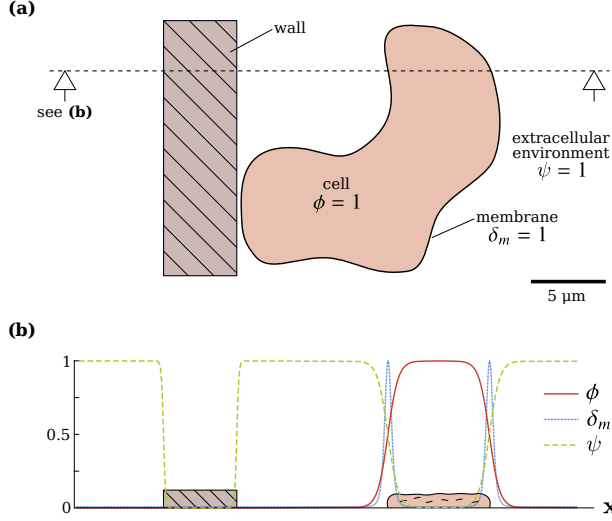 (a)
wall
see (b)
extracellular
environment
ψ = 1
cell
ϕ = 1
membrane
δm = 1
5 μm
(b)
1
0.5
0
ϕ
δm
ψ
x